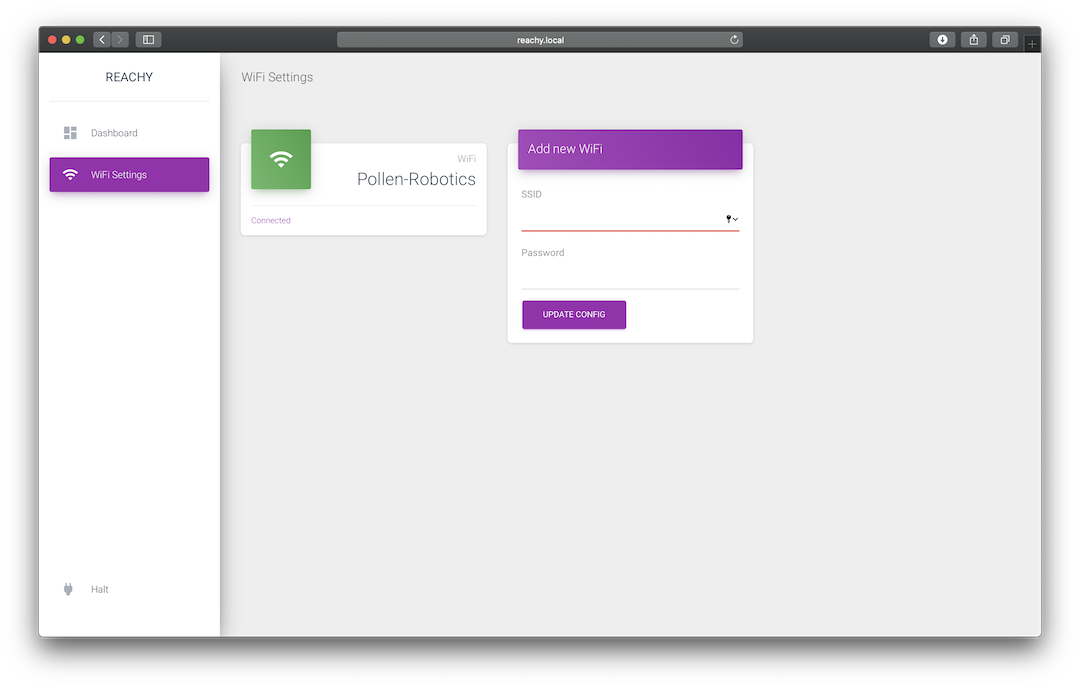 reachy.local
REACHY
Dashboard
WiFi Settings
Halt
WiFi Settings
WiFi
Pollen-Robotics
Connected
Add new WiFi
SSID
Password
UPDATE CONFIG